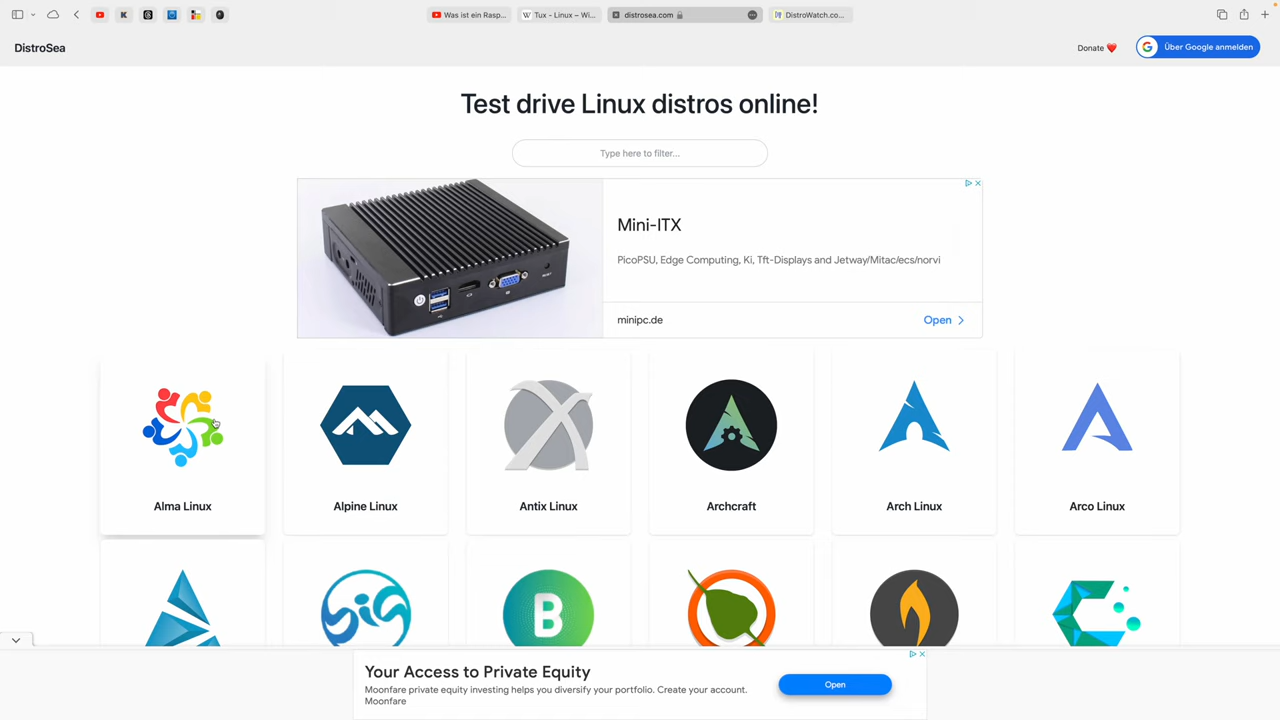 Was ist ein Rasp...
Tux - Linux – Wi...
distrosea.com
DistroWatch.co...
DistroSea
Donate ❤️
Über Google anmelden
Test drive Linux distros online!
Type here to filter...
Mini-ITX
PicoPSU, Edge Computing, Ki, Tft-Displays and Jetway/Mitac/ecs/norvi
minipc.de
Open
Alma Linux
Alpine Linux
Antix Linux
Archcraft
Arch Linux
Arco Linux
B
Your Access to Private Equity
Moonfare private equity investing helps you diversify your portfolio. Create your account.
Moonfare
Open